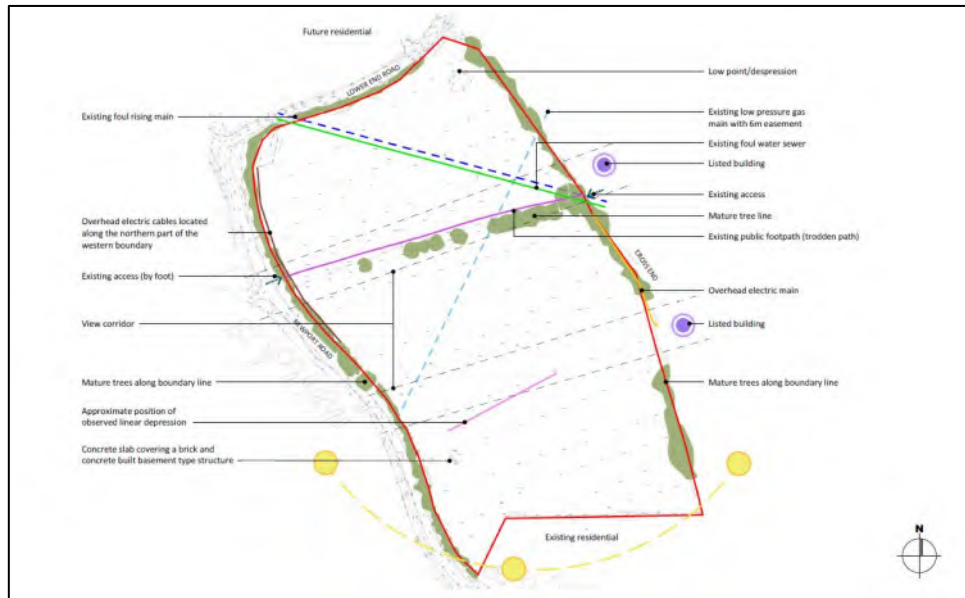 Future residential
LOWER END ROAD
Low point/despression
Existing foul rising main
Existing low pressure gas
main with 6m easement
Existing foul water sewer
Listed building
Existing access
Mature tree line
Existing public footpath (trodden path)
Overhead electric cables located
along the northern part of the
western boundary
Existing access (by foot)
CROSS END
Overhead electric main
View corridor
NEWPORT ROAD
Listed building
Mature trees along boundary line
Mature trees along boundary line
Approximate position of
observed linear depression
Concrete slab covering a brick and
concrete built basement type structure
Existing residential
N